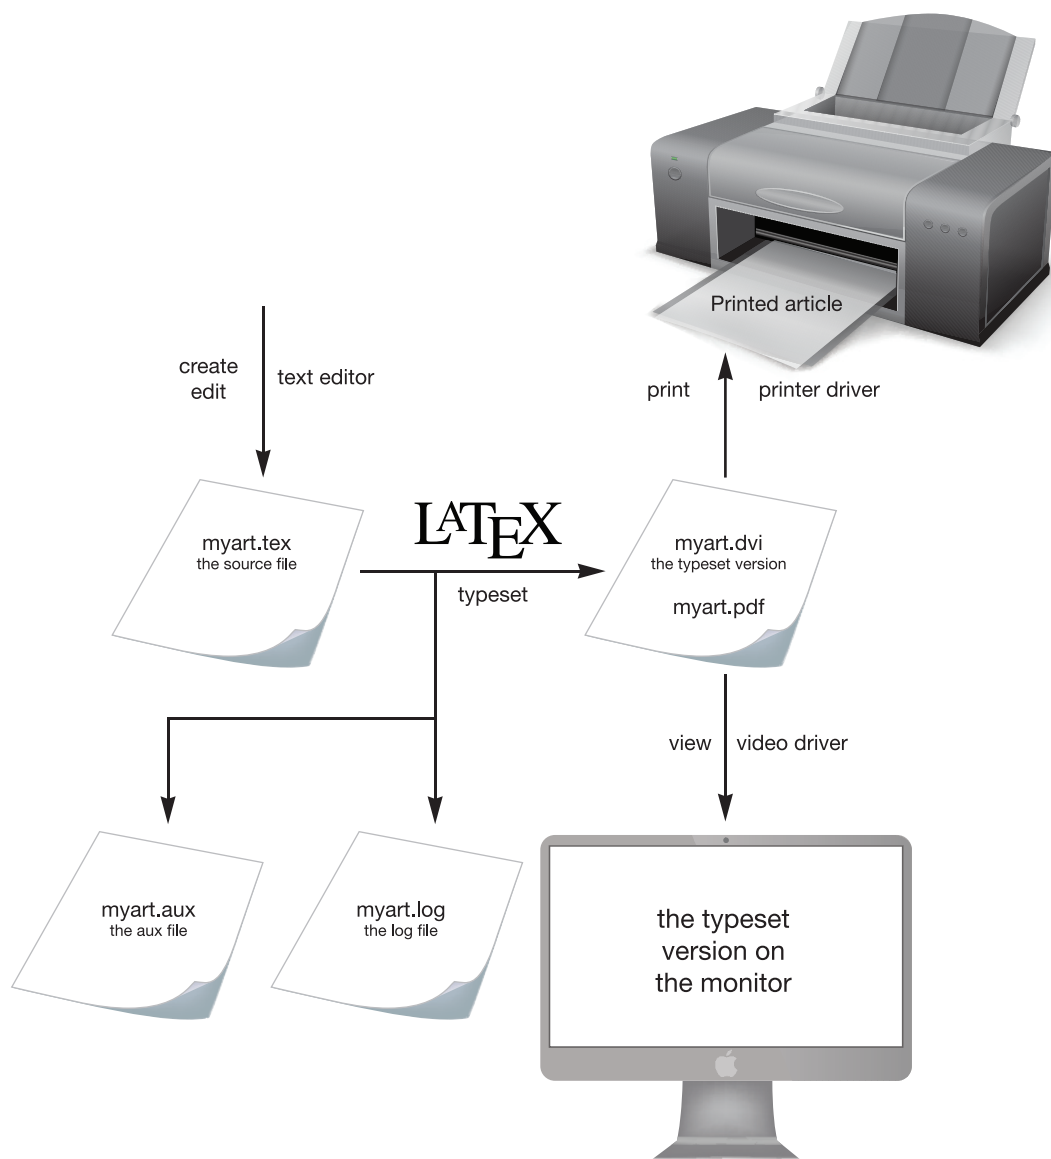 Printed article
create
edit
text editor
print
printer driver
LATEX
myart.tex
the source file
typeset
myart.dvi
the typeset version
myart.pdf
view
video driver
myart.aux
the aux file
myart.log
the log file
the typeset
version on
the monitor